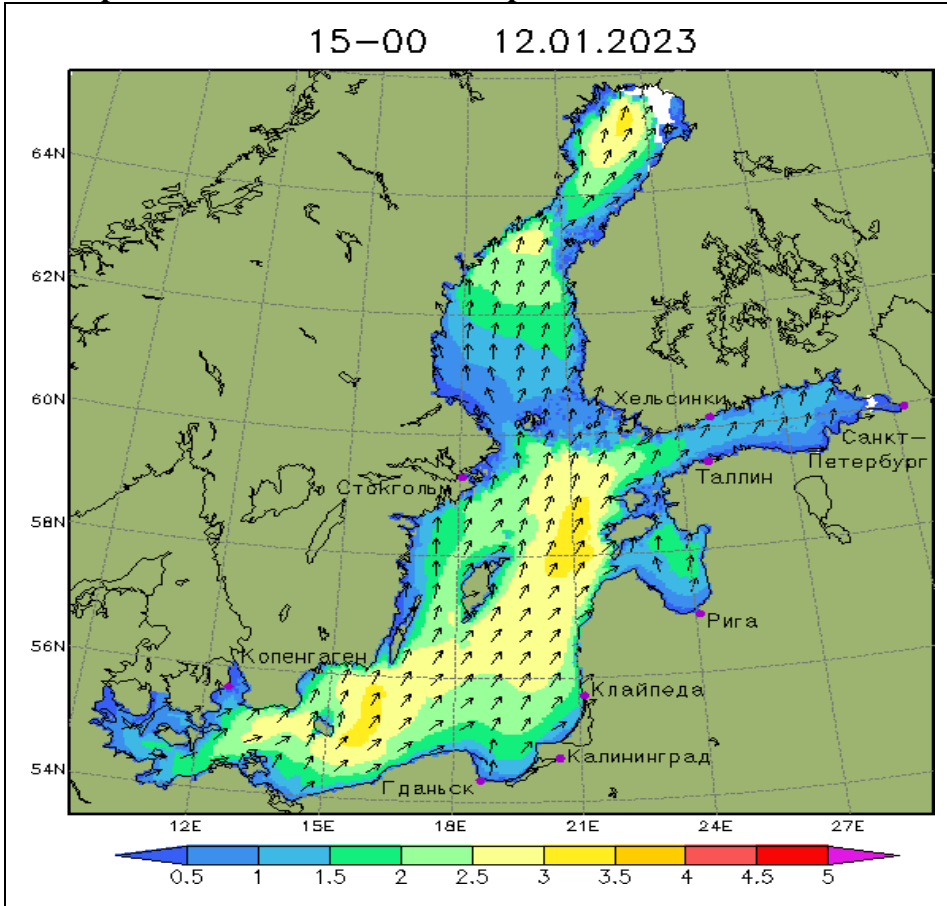 15-00 12.01.2023
64N
62N
60N
58N
56N
54N
Хельсинки
Санкт-
Петербург
Таллин
Стокгольм
Рига
Копенгаген
Клайпеда
Калининград
Гданьск
12E 15E 18E 21E 24E 27E
0.5 1 1.5 2 2.5 3 3.5 4 4.5 5